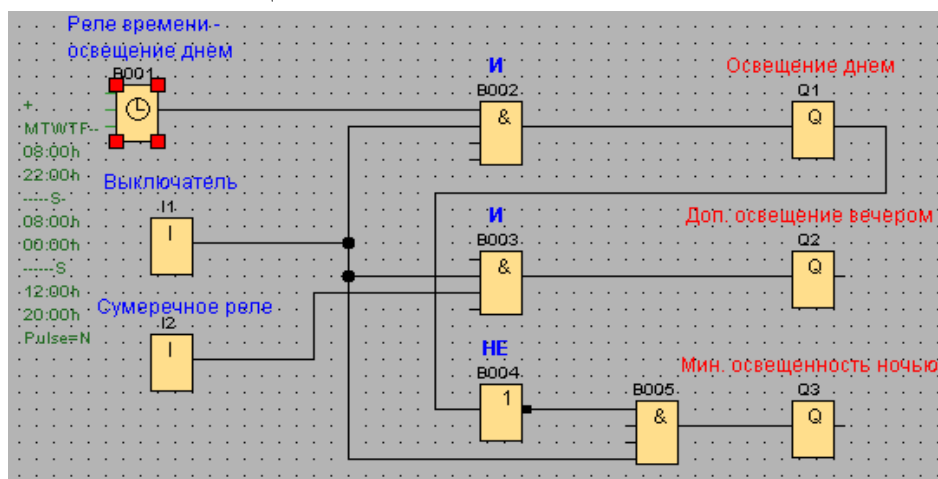 Реле времени -
освещение днем
B001
+
MTWTF--
08:00h
22:00h
-----S-
08:00h
00:00h
------S
12:00h
20:00h
Pulse=N
Выключатель
I1
I
Сумеречное реле
I2
I
И
B002
&
И
B003
&
НЕ
B004
1
B005
&
Освещение днем
Q1
Q
Доп. освещение вечером
Q2
Q
Мин. освещенность ночью
Q3
Q